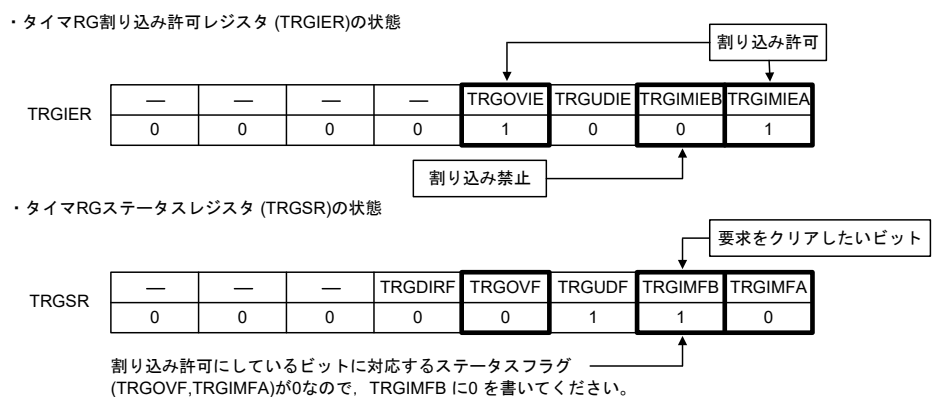 ・タイマRG割り込み許可レジスタ (TRGIER)の状態
割り込み許可
TRGIER
— — — — TRGOVIE TRGUDIE TRGIMIEB TRGIMIEA
0 0 0 0 1 0 0 1
割り込み禁止
・タイマRGステータスレジスタ (TRGSR)の状態
要求をクリアしたいビット
TRGSR
— — — TRGDIRF TRGOVF TRGUDF TRGIMFB TRGIMFA
0 0 0 0 0 1 1 0
割り込み許可にしているビットに対応するステータスフラグ
(TRGOVF,TRGIMFA)が0なので，TRGIMFB に0 を書いてください。